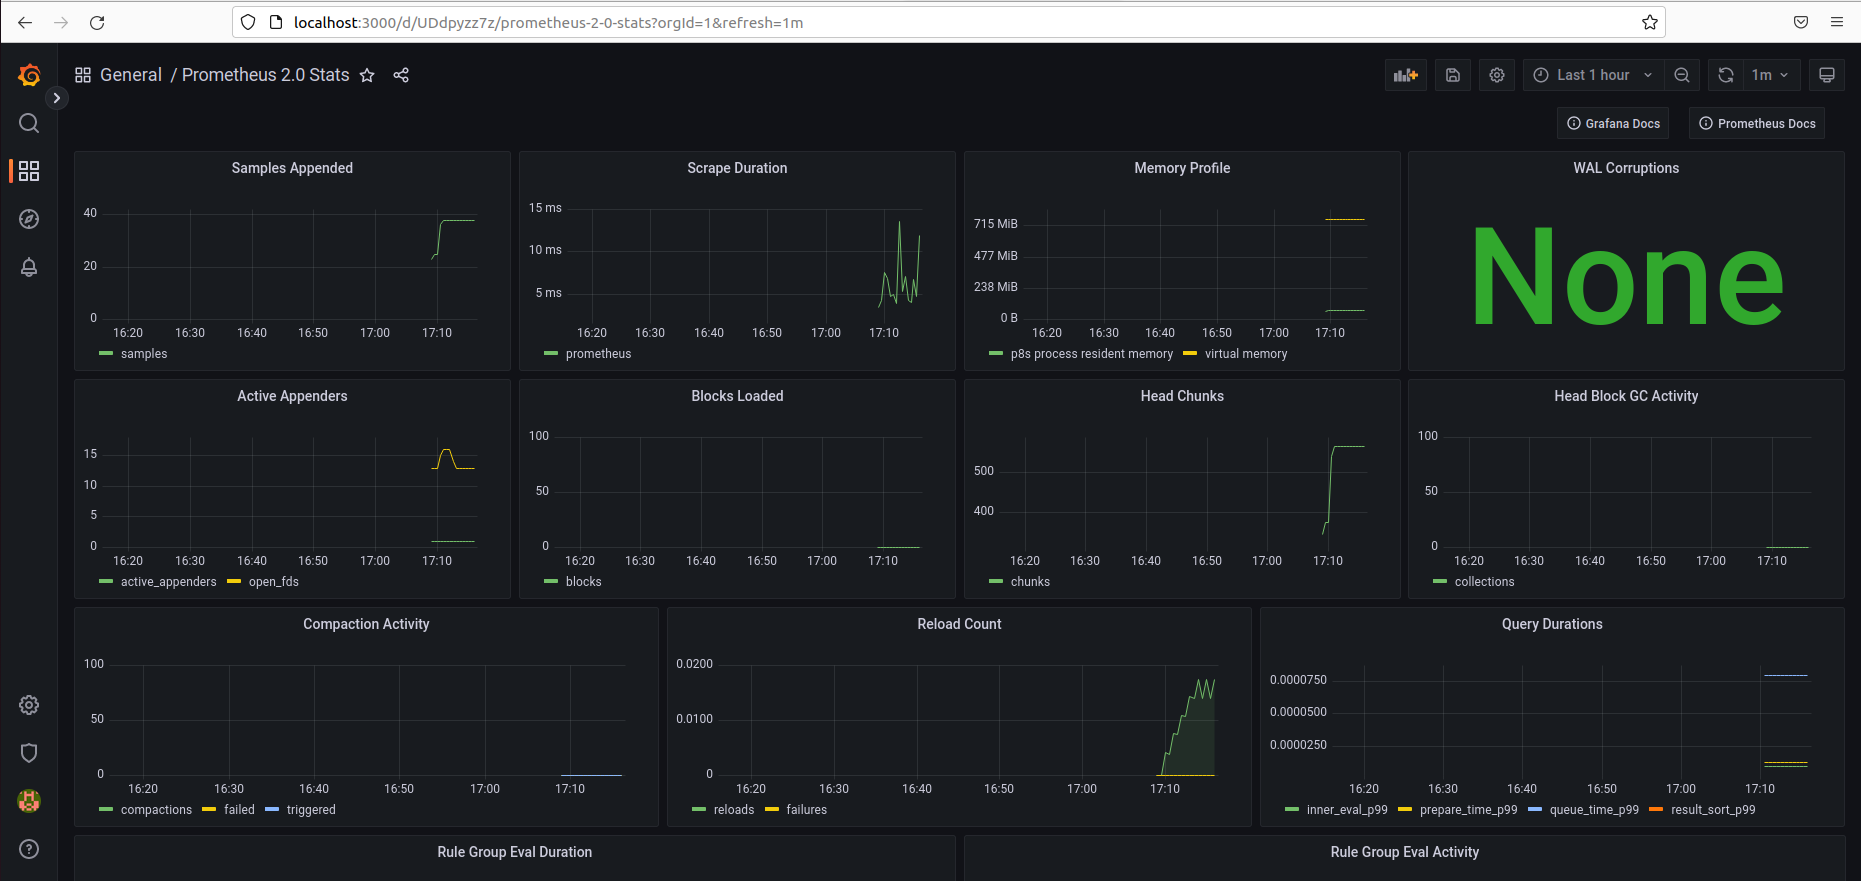 localhost:3000/d/UDdpyzz7z/prometheus-2-0-stats?orgId=1&refresh=1m
General / Prometheus 2.0 Stats
Last 1 hour
1m
Grafana Docs
Prometheus Docs
Samples Appended
40
20
0
16:20 16:30 16:40 16:50 17:00 17:10
samples
Scrape Duration
15 ms
10 ms
5 ms
16:20 16:30 16:40 16:50 17:00 17:10
prometheus
Memory Profile
715 MiB
477 MiB
238 MiB
0 B
16:20 16:30 16:40 16:50 17:00 17:10
p8s process resident memory virtual memory
WAL Corruptions
None
Active Appenders
15
10
5
0
16:20 16:30 16:40 16:50 17:00 17:10
active_appenders open_fds
Blocks Loaded
100
50
0
16:20 16:30 16:40 16:50 17:00 17:10
blocks
Head Chunks
500
400
16:20 16:30 16:40 16:50 17:00 17:10
chunks
Head Block GC Activity
100
50
0
16:20 16:30 16:40 16:50 17:00 17:10
collections
Compaction Activity
100
50
0
16:20 16:30 16:40 16:50 17:00 17:10
compactions failed triggered
Reload Count
0.0200
0.0100
0
16:20 16:30 16:40 16:50 17:00 17:10
reloads failures
Query Durations
0.0000750
0.0000500
0.0000250
16:20 16:30 16:40 16:50 17:00 17:10
inner_eval_p99 prepare_time_p99 queue_time_p99 result_sort_p99
Rule Group Eval Duration
Rule Group Eval Activity